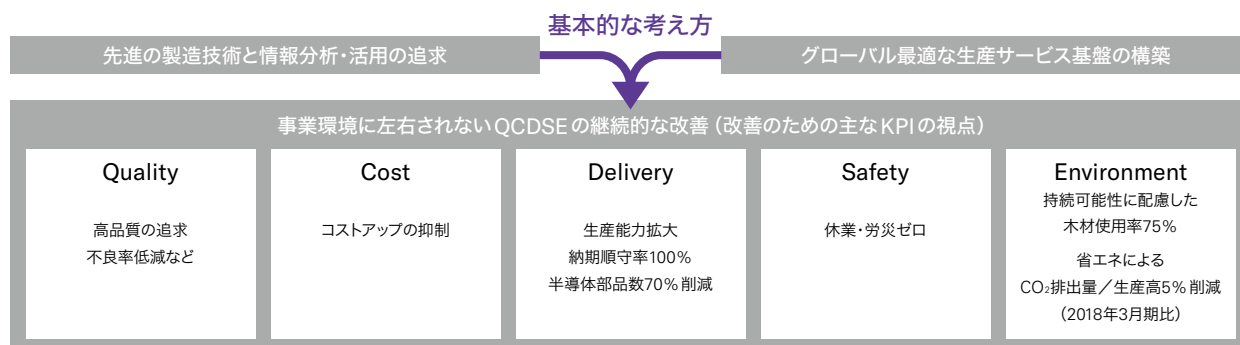 基本的な考え方
先進の製造技術と情報分析・活用の追求
グローバル最適な生産サービス基盤の構築
事業環境に左右されないQCDSEの継続的な改善（改善のための主なKPIの視点）
Quality
高品質の追求
不良率低減など
Cost
コストアップの抑制
Delivery
生産能力拡大
納期順守率100%
半導体部品数70%削減
Safety
休業・労災ゼロ
Environment
持続可能性に配慮した
木材使用率75%
省エネによる
CO₂排出量／生産高5%削減
（2018年3月期比）